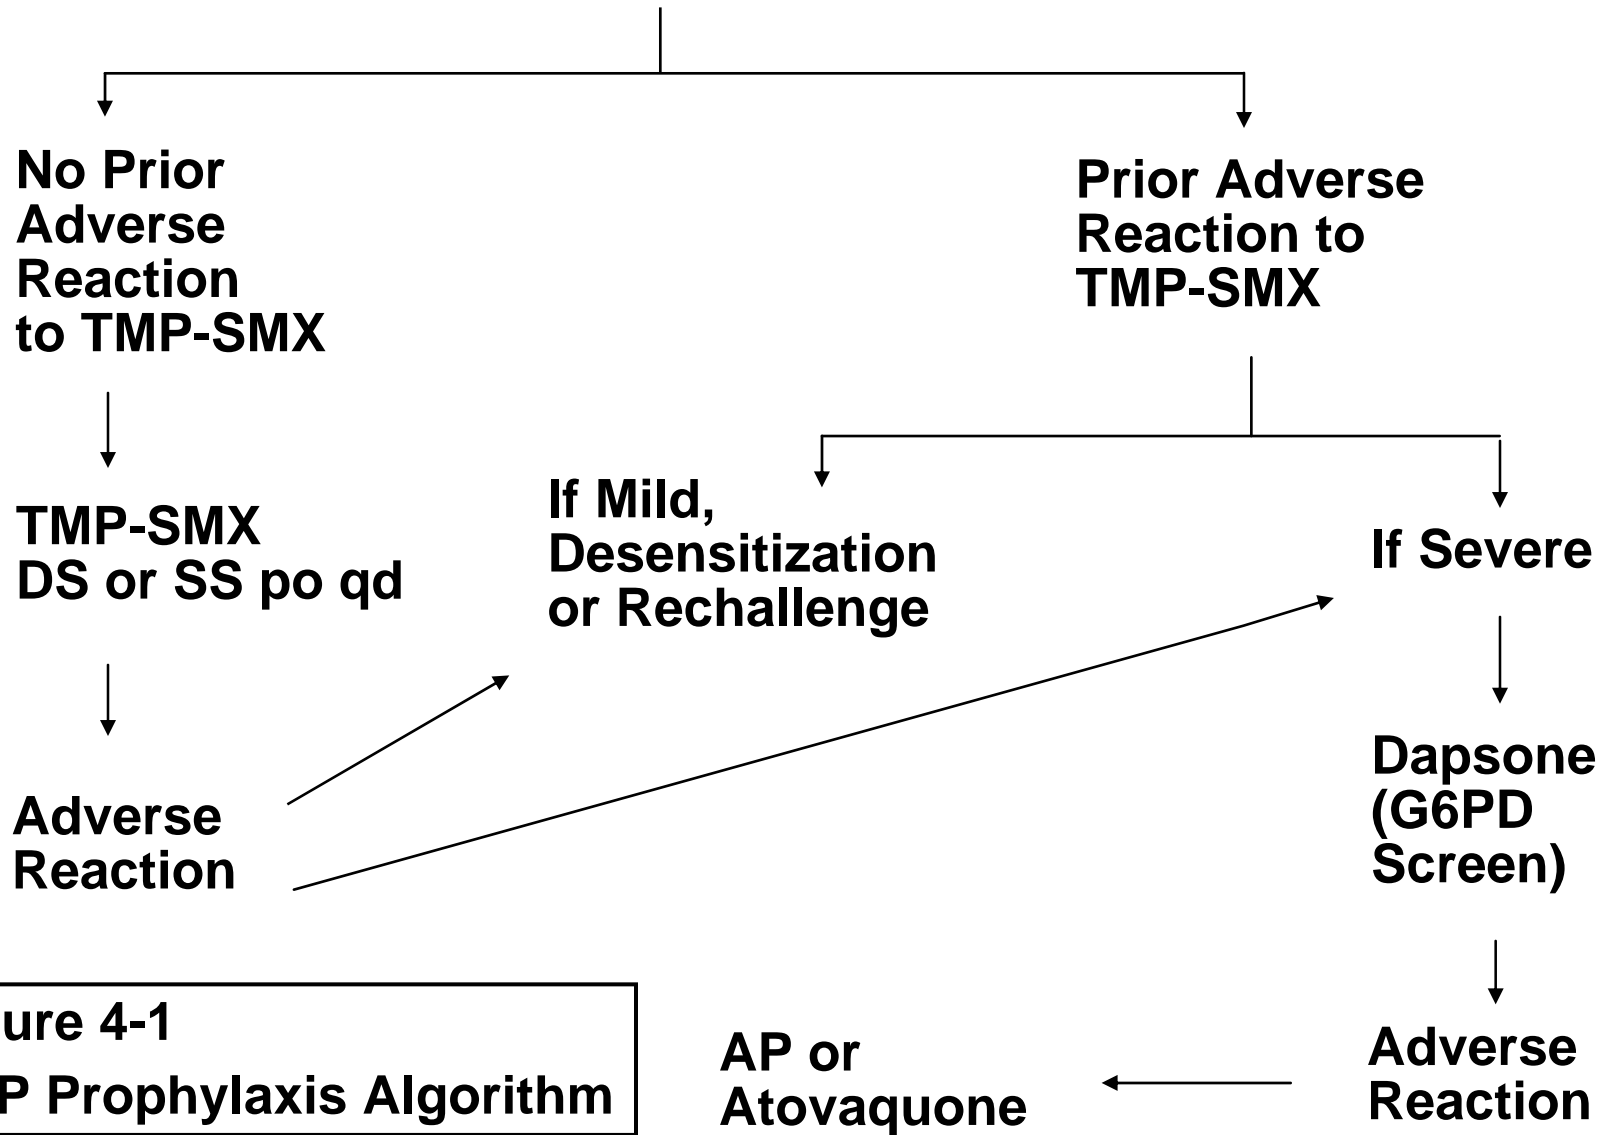 No Prior
Adverse
Reaction
to TMP-SMX
Prior Adverse
Reaction to
TMP-SMX
TMP-SMX
DS or SS po qd
If Mild,
Desensitization
or Rechallenge
If Severe
Adverse
Reaction
Dapsone
(G6PD
Screen)
4-1
Prophylaxis Algorithm
AP or
Atovaquone
Adverse
Reaction